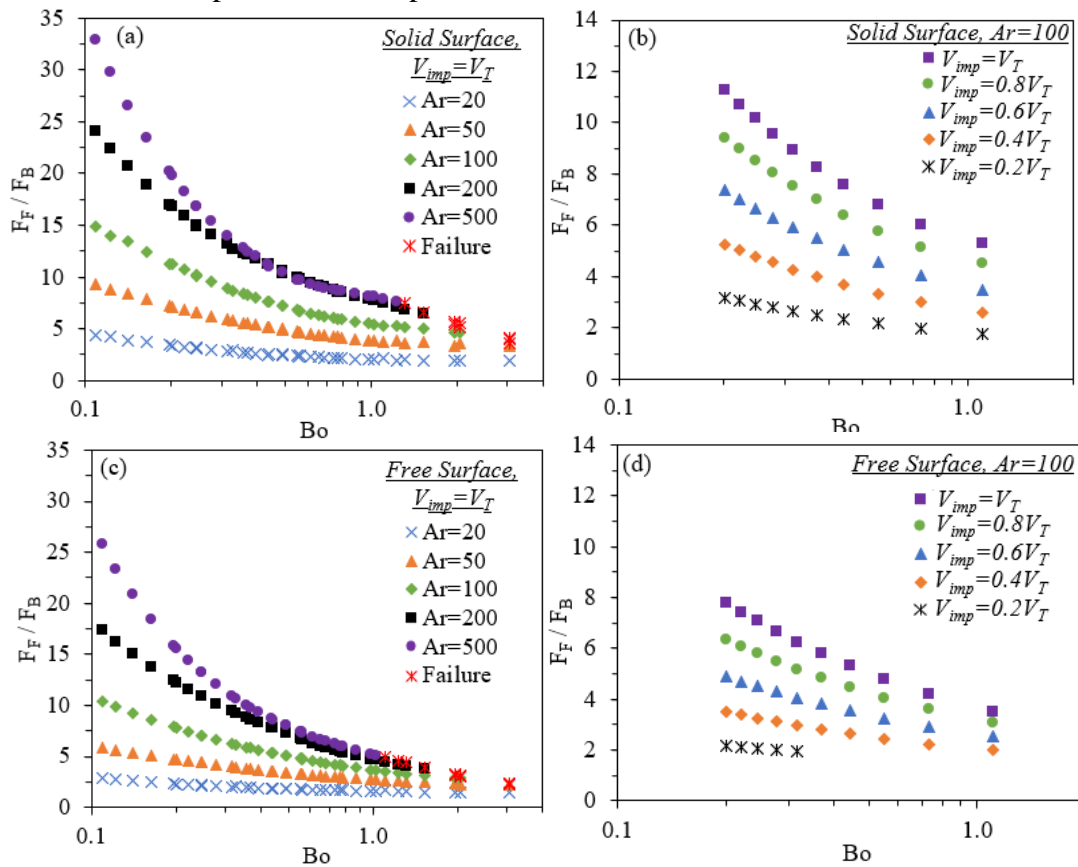 35
30
25
20
15
10
5
0
F_F / F_B
(a)
Solid Surface,
V_imp=V_T
Ar=20
Ar=50
Ar=100
Ar=200
Ar=500
Failure
0.1
1.0
Bo
14
12
10
8
6
4
2
0
F_F / F_B
(b)
Solid Surface, Ar=100
V_imp=V_T
V_imp=0.8V_T
V_imp=0.6V_T
V_imp=0.4V_T
V_imp=0.2V_T
0.1
1.0
Bo
35
30
25
20
15
10
5
0
F_F / F_B
(c)
Free Surface,
V_imp=V_T
Ar=20
Ar=50
Ar=100
Ar=200
Ar=500
Failure
0.1
1.0
Bo
14
12
10
8
6
4
2
0
F_F / F_B
(d)
Free Surface, Ar=100
V_imp=V_T
V_imp=0.8V_T
V_imp=0.6V_T
V_imp=0.4V_T
V_imp=0.2V_T
0.1
1.0
Bo